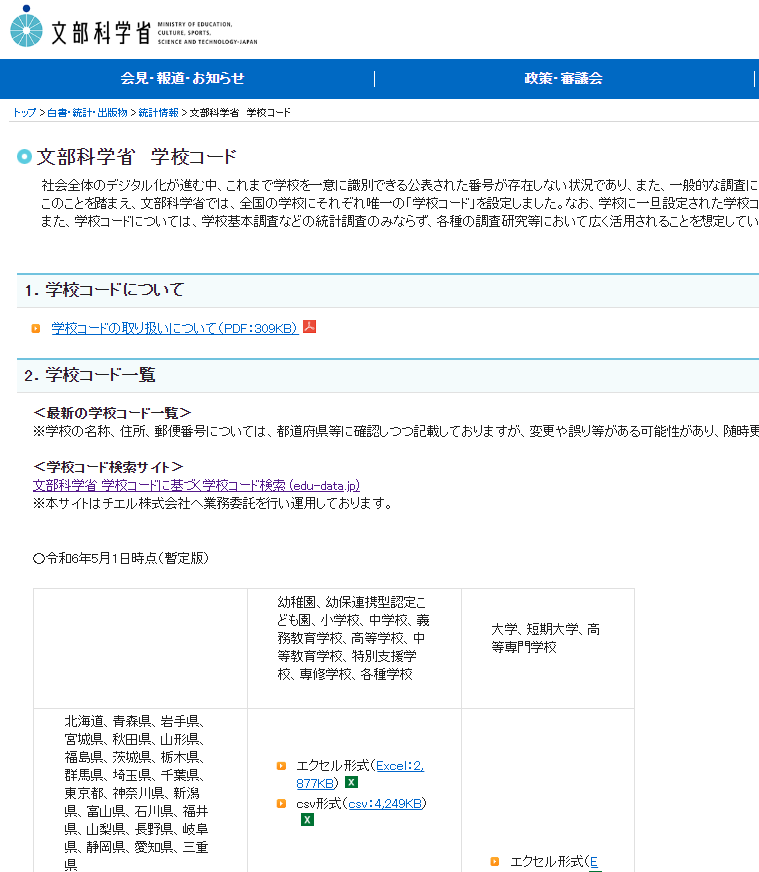 文部科学省
MINISTRY OF EDUCATION,
CULTURE, SPORTS,
SCIENCE AND TECHNOLOGY-JAPAN
会見・報道・お知らせ
政策・審議会
トップ > 白書・統計・出版物 > 統計情報 > 文部科学省　学校コード
文部科学省　学校コード
社会全体のデジタル化が進む中、これまで学校を一意に識別できる公表された番号が存在しない状況であり、また、一般的な調査に
このことを踏まえ、文部科学省では、全国の学校にそれぞれ唯一の「学校コード」を設定しました。なお、学校に一旦設定された学校コ
また、学校コードについては、学校基本調査などの統計調査のみならず、各種の調査研究等において広く活用されることを想定してい
1. 学校コードについて
学校コードの取り扱いについて（PDF：309KB）
2. 学校コード一覧
＜最新の学校コード一覧＞
※学校の名称、住所、郵便番号については、都道府県等に確認しつつ記載しておりますが、変更や誤り等がある可能性があり、随時更
＜学校コード検索サイト＞
文部科学省 学校コードに基づく学校コード検索（edu-data.jp）
※本サイトはチエル株式会社へ業務委託を行い運用しております。
〇令和6年5月1日時点（暫定版）
幼稚園、幼保連携型認定こ
ども園、小学校、中学校、義
務教育学校、高等学校、中
等教育学校、特別支援学
校、専修学校、各種学校
大学、短期大学、高
等専門学校
北海道、青森県、岩手県、
宮城県、秋田県、山形県、
福島県、茨城県、栃木県、
群馬県、埼玉県、千葉県、
東京都、神奈川県、新潟
県、富山県、石川県、福井
県、山梨県、長野県、岐阜
県、静岡県、愛知県、三重
県
エクセル形式（Excel：2,
877KB）
csv形式（csv：4,249KB）
エクセル形式（E